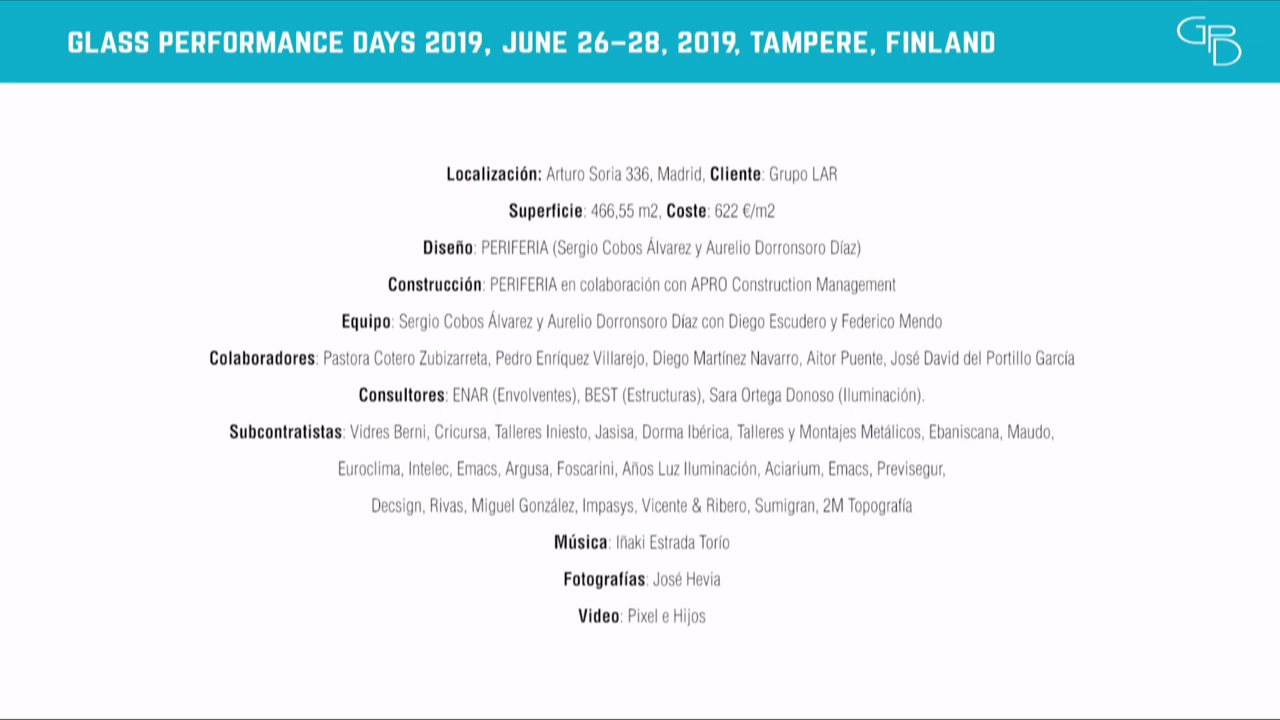 GLASS PERFORMANCE DAYS 2019, JUNE 26–28, 2019, TAMPERE, FINLAND
GPD
Localización: Arturo Soria 336, Madrid, Cliente: Grupo LAR
Superficie: 466,55 m2, Coste: 622 €/m2
Diseño: PERIFERIA (Sergio Cobos Álvarez y Aurelio Dorronsoro Díaz)
Construcción: PERIFERIA en colaboración con APRO Construction Management
Equipo: Sergio Cobos Álvarez y Aurelio Dorronsoro Díaz con Diego Escudero y Federico Mendo
Colaboradores: Pastora Cotero Zubizarreta, Pedro Enríquez Villarejo, Diego Martínez Navarro, Aitor Puente, José David del Portillo García
Consultores: ENAR (Envolventes), BEST (Estructuras), Sara Ortega Donoso (Iluminación).
Subcontratistas: Vidres Berni, Cricursa, Talleres Iniesto, Jasisa, Dorma Ibérica, Talleres y Montajes Metálicos, Ebaniscana, Maudo,
Euroclima, Intelec, Emacs, Argusa, Foscarini, Años Luz Iluminación, Aciarium, Emacs, Previsegur,
Decsign, Rivas, Miguel González, Impasys, Vicente & Ribero, Sumigran, 2M Topografía
Música: Iñaki Estrada Torío
Fotografías: José Hevia
Video: Pixel e Hijos